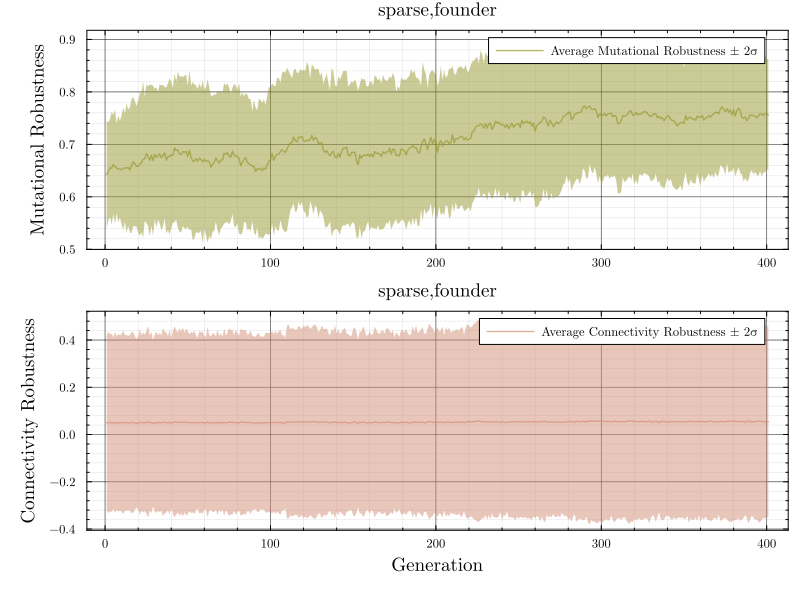 sparse,founder
Average Mutational Robustness ± 2σ
Mutational Robustness
0.9
0.8
0.7
0.6
0.5
0 100 200 300 400
sparse,founder
Average Connectivity Robustness ± 2σ
Connectivity Robustness
0.4
0.2
0.0
−0.2
−0.4
0 100 200 300 400
Generation